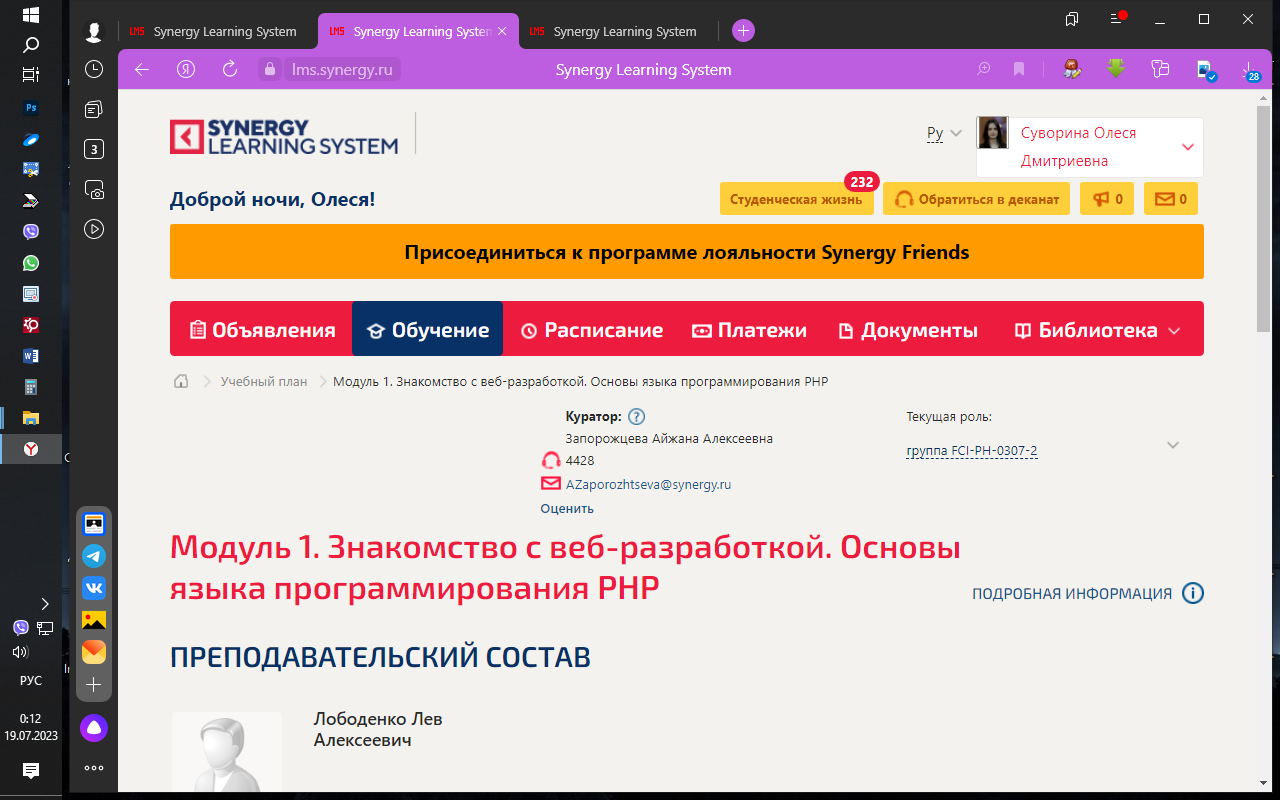 LMS Synergy Learning System
LMS Synergy Learning System
LMS Synergy Learning System
lms.synergy.ru
Synergy Learning System
28
Ps
3
SYNERGY
LEARNING SYSTEM
Ру
Суворина Олеся
Дмитриевна
Доброй ночи, Олеся!
Студенческая жизнь
232
Обратиться в деканат
0
0
Присоединиться к программе лояльности Synergy Friends
Объявления
Обучение
Расписание
Платежи
Документы
Библиотека
Учебный план
Модуль 1. Знакомство с веб-разработкой. Основы языка программирования PHP
Куратор: ?
Запорожцева Айжана Алексеевна
4428
AZaporozhtseva@synergy.ru
Оценить
Текущая роль:
группа FCI-PH-0307-2
Модуль 1. Знакомство с веб-разработкой. Основы
языка программирования PHP
ПОДРОБНАЯ ИНФОРМАЦИЯ
ПРЕПОДАВАТЕЛЬСКИЙ СОСТАВ
Лободенко Лев
Алексеевич
РУС
0:12
19.07.2023